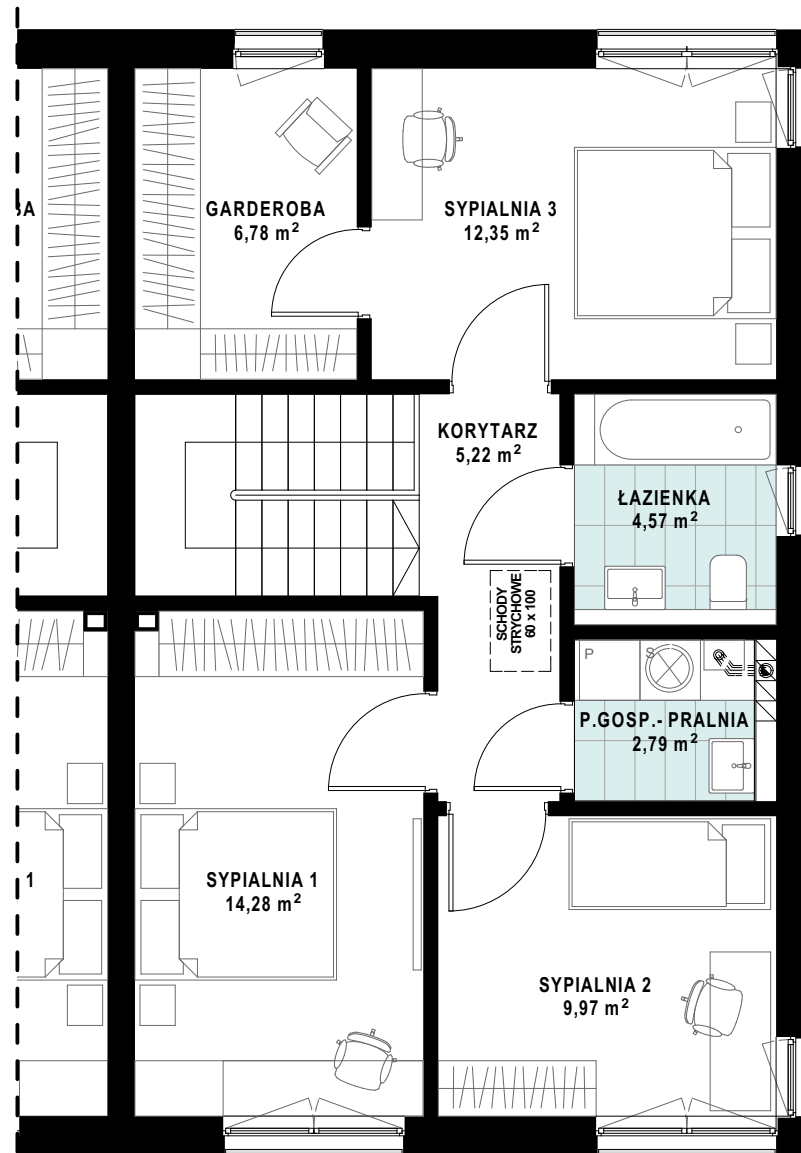 GARDEROBA
6,78 m²
SYPIALNIA 3
12,35 m²
KORYTARZ
5,22 m²
ŁAZIENKA
4,57 m²
SCHODY
STRYCHOWE
60 x 100
P
S
P.GOSP.- PRALNIA
2,79 m²
1
SYPIALNIA 1
14,28 m²
SYPIALNIA 2
9,97 m²